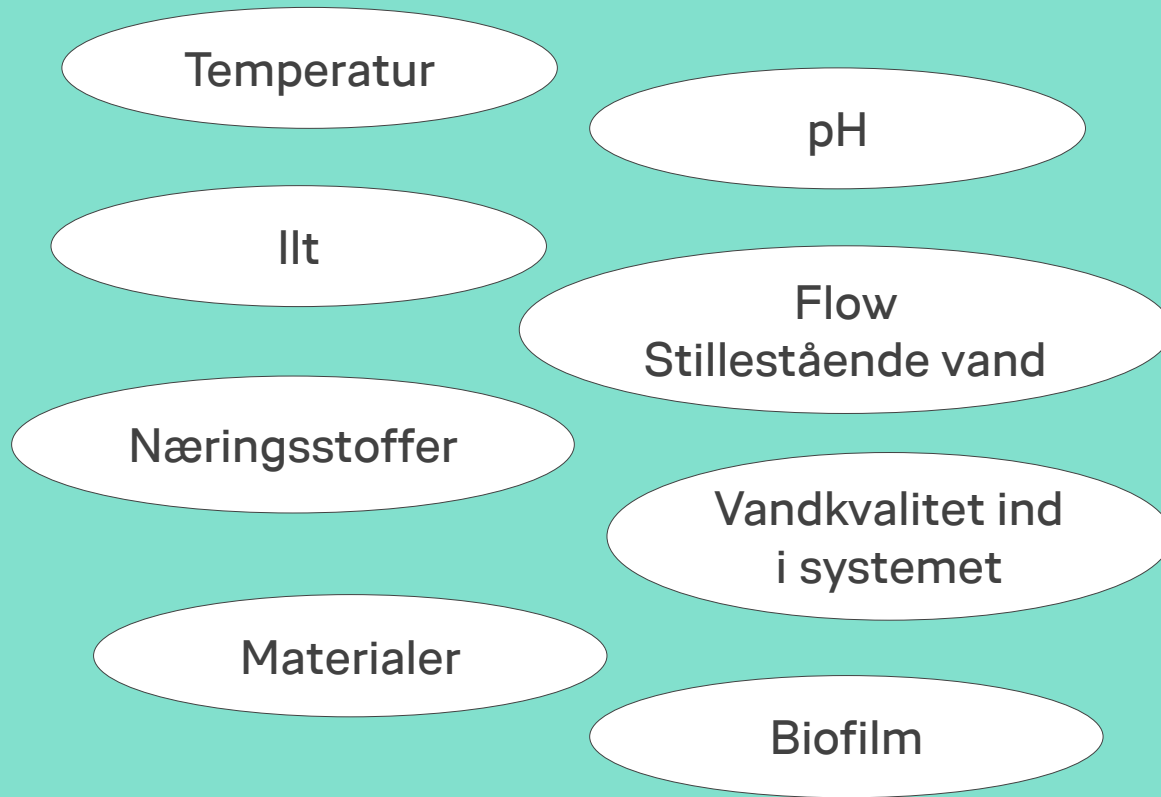 Temperatur
pH
Ilt
Flow
Stillestående vand
Næringsstoffer
Vandkvalitet ind
i systemet
Materialer
Biofilm